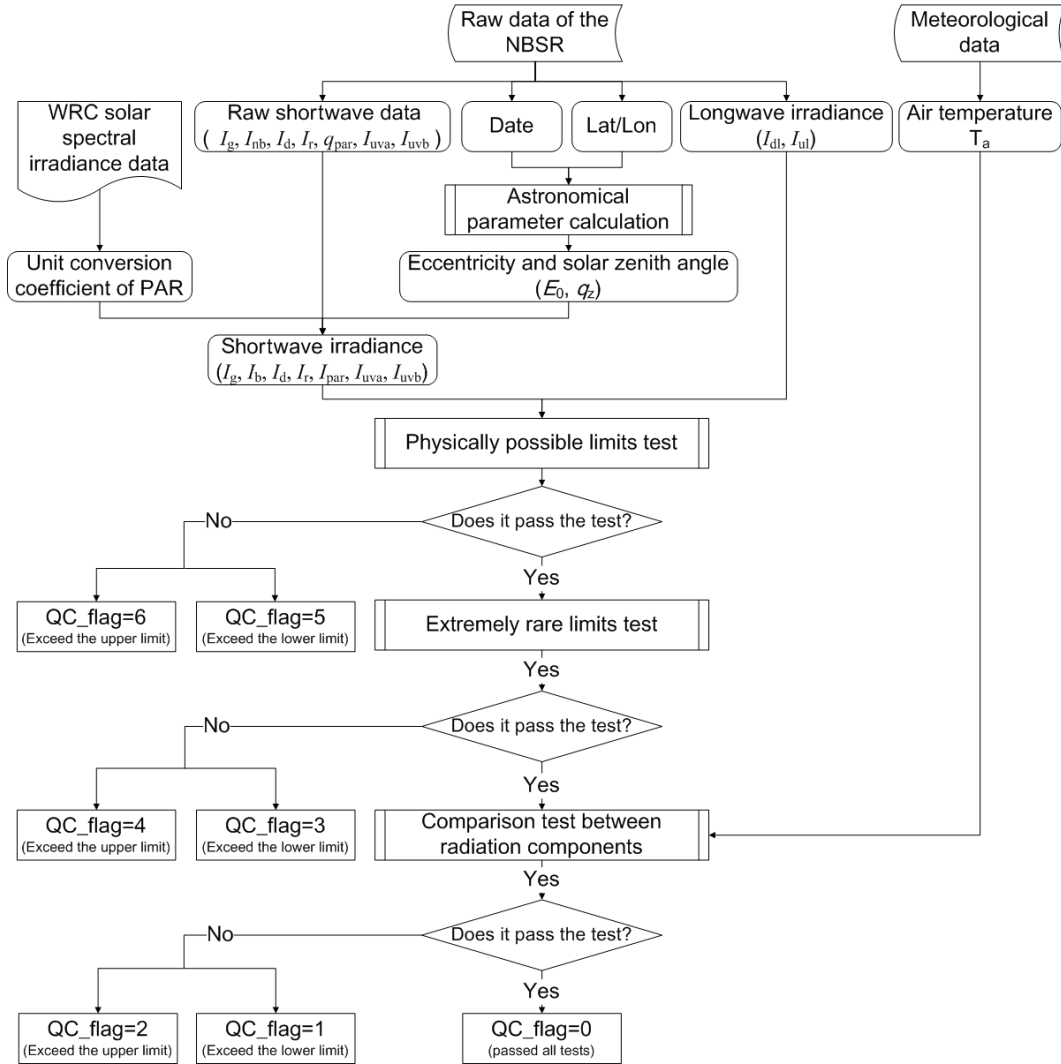 Raw data of the
NBSR
Meteorological
data
WRC solar
spectral
irradiance data
Raw shortwave data
( Ig, Inb, Id, Ir, qpar, Iuva, Iuvb )
Date
Lat/Lon
Longwave irradiance
(Idl, Iul)
Air temperature
Ta
Astronomical
parameter calculation
Unit conversion
coefficient of PAR
Eccentricity and solar zenith angle
(E0, qz)
Shortwave irradiance
(Ig, Ib, Id, Ir, Ipar, Iuva, Iuvb)
Physically possible limits test
Does it pass the test?
No
Yes
QC_flag=6
(Exceed the upper limit)
QC_flag=5
(Exceed the lower limit)
Extremely rare limits test
Yes
Does it pass the test?
No
Yes
QC_flag=4
(Exceed the upper limit)
QC_flag=3
(Exceed the lower limit)
Comparison test between
radiation components
Yes
Does it pass the test?
No
Yes
QC_flag=2
(Exceed the upper limit)
QC_flag=1
(Exceed the lower limit)
QC_flag=0
(passed all tests)